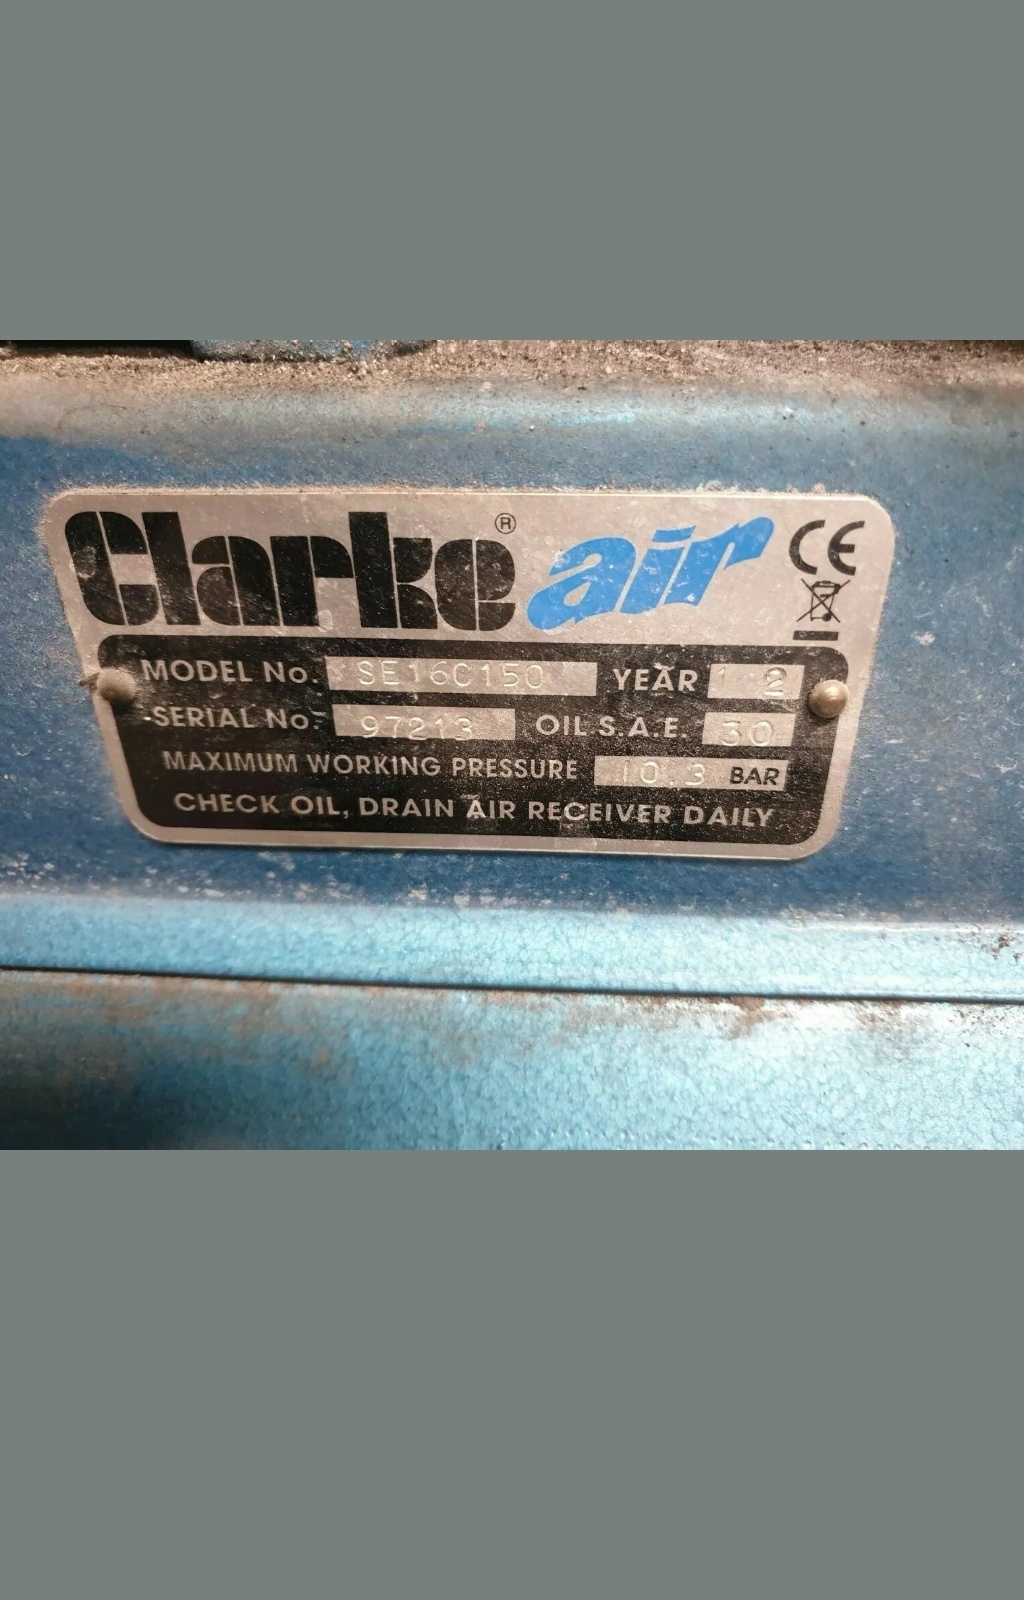 Clarke® air CE
MODEL No. SE16C150 YEAR 12
SERIAL No. 97213 OIL S.A.E. 30
MAXIMUM WORKING PRESSURE 10.3 BAR
CHECK OIL, DRAIN AIR RECEIVER DAILY